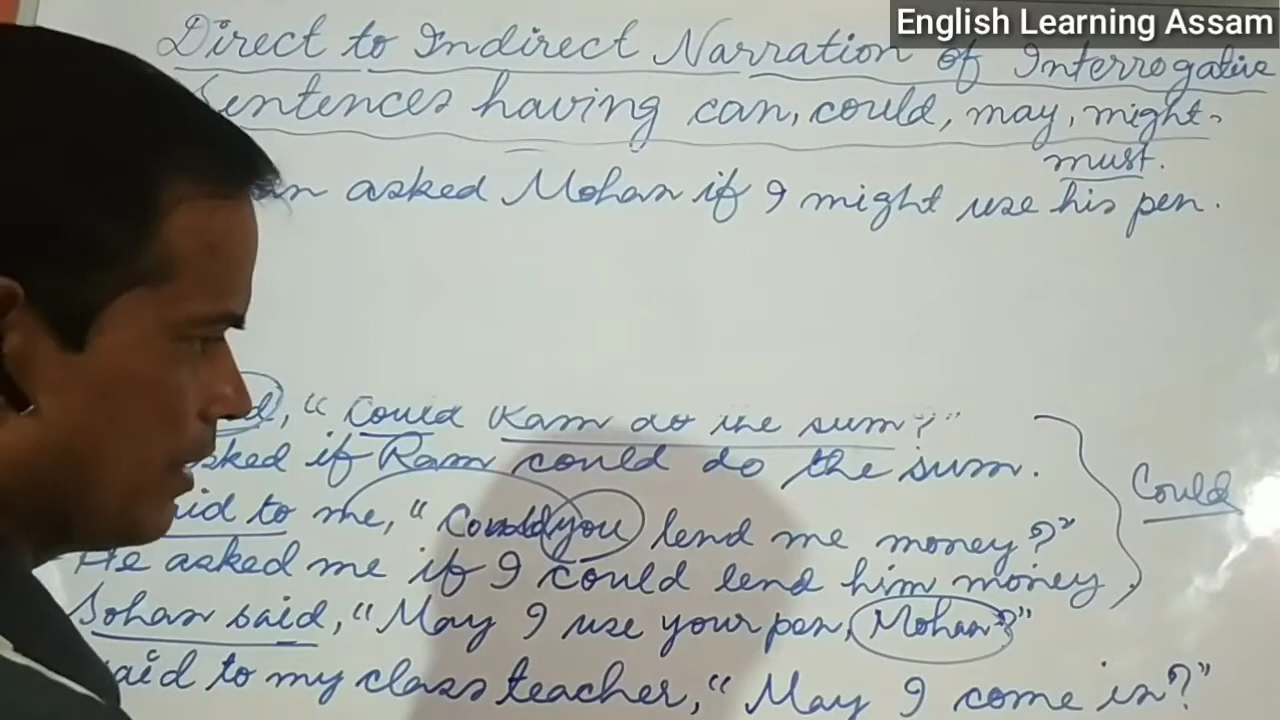 English Learning Assam
Direct to Indirect Narration of Interrogative
Sentences having can, could, may, might,
must.
asked Mohan if I might use his pen.
, "Could Ram do the sum?"
asked if Ram could do the sum.
said to me, "Could you lend me money?"
Could
He asked me if I could lend him money
Sohan said, "May I use your pen, Mohan?"
said to my class teacher, "May I come in?"